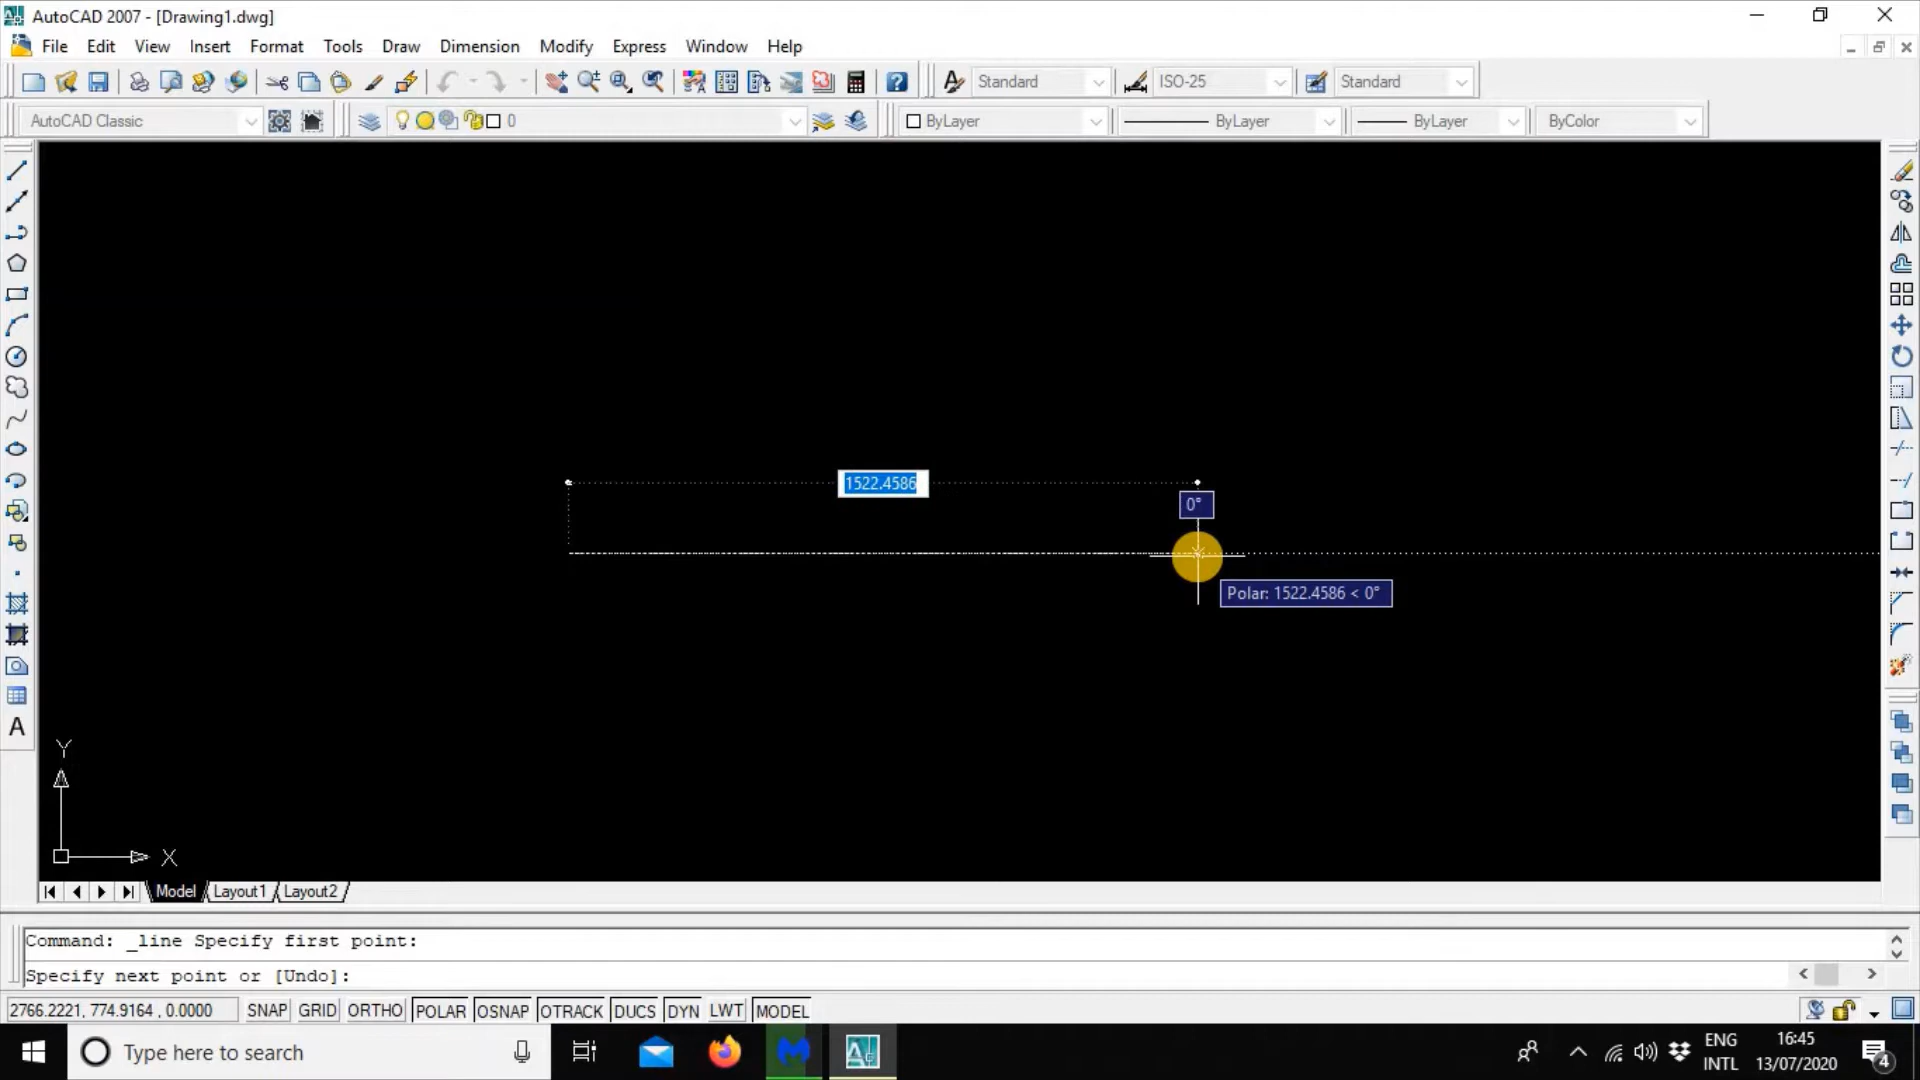 AutoCAD 2007 - [Drawing1.dwg]
File Edit View Insert Format Tools Draw Dimension Modify Express Window Help
Standard ISO-25 Standard
AutoCAD Classic 0 ByLayer ByLayer ByLayer ByColor
1522.4586
0°
Polar: 1522.4586 < 0°
Y
X
A
Model Layout1 Layout2
Command: _line Specify first point:
Specify next point or [Undo]:
2766.2221, 774.9164 , 0.0000 SNAP GRID ORTHO POLAR OSNAP OTRACK DUCS DYN LWT MODEL
Type here to search
ENG
INTL
16:45
13/07/2020
4